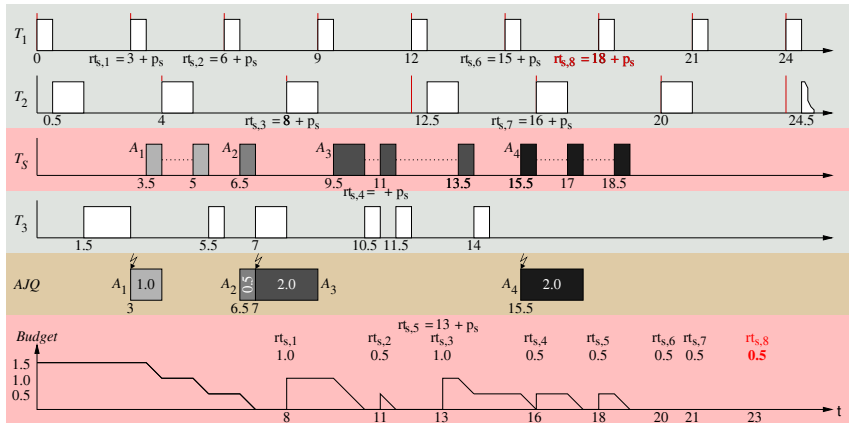 T1
0 3 6 9 12 15 18 21 24
rts,1 = 3 + ps rts,2 = 6 + ps rts,6 = 15 + ps rts,8 = 18 + ps
T2
0.5 4 8 12.5 16 20 24.5
rts,3 = 8 + ps rts,7 = 16 + ps
TS A1 A2 A3 A4
3.5 5 6.5 9.5 11 13.5 15.5 17 18.5
rts,4 = + ps
T3
1.5 5.5 7 10.5 11.5 14
AJQ A1 1.0 A2 0.5 2.0 A3 A4 2.0
3 6.5 7 15.5
rts,5 = 13 + ps
Budget rts,1 rts,2 rts,3 rts,4 rts,5 rts,6 rts,7 rts,8
1.0 0.5 1.0 0.5 0.5 0.5 0.5 0.5
1.5
1.0
0.5
t
8 11 13 16 18 20 21 23